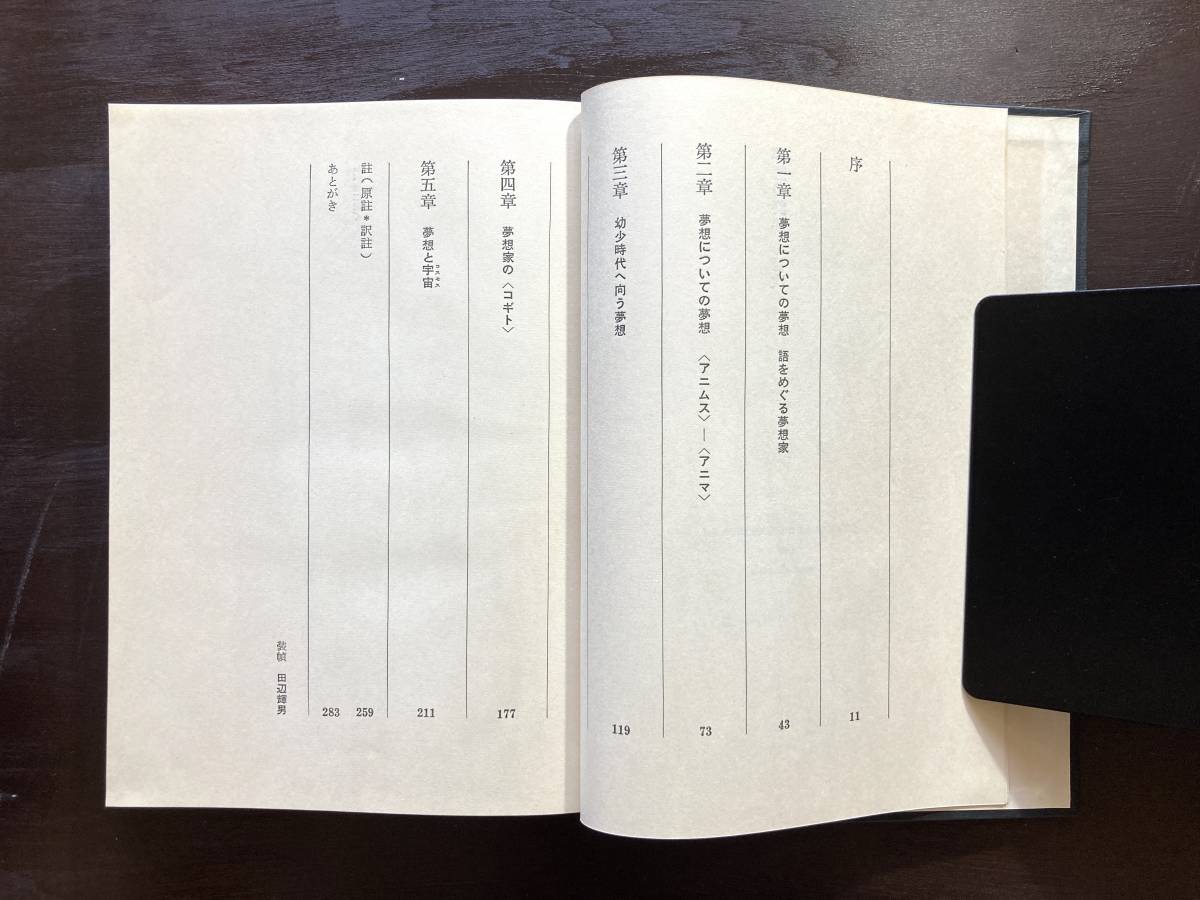 序 11
第一章 夢想についての夢想 語をめぐる夢想家 43
第二章 夢想についての夢想 〈アニムス〉―〈アニマ〉 73
第三章 幼少時代へ向う夢想 119
第四章 夢想家の〈コギト〉 177
第五章 夢想と宇宙 コスモス 211
註(原註*訳註) 259
あとがき 283
装幀 田辺輝男